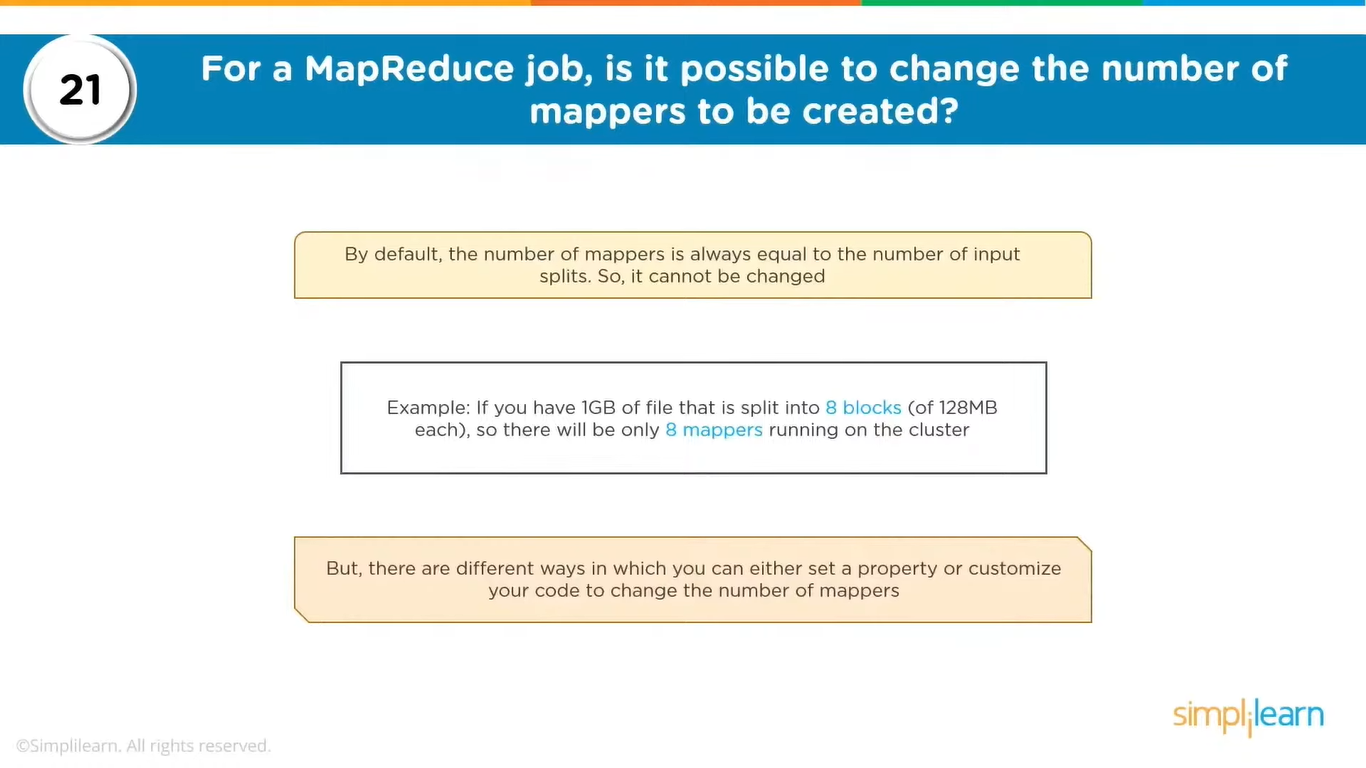 21
For a MapReduce job, is it possible to change the number of
mappers to be created?
By default, the number of mappers is always equal to the number of input
splits. So, it cannot be changed
Example: If you have 1GB of file that is split into 8 blocks (of 128MB
each), so there will be only 8 mappers running on the cluster
But, there are different ways in which you can either set a property or customize
your code to change the number of mappers
simplilearn
©Simplilearn. All rights reserved.